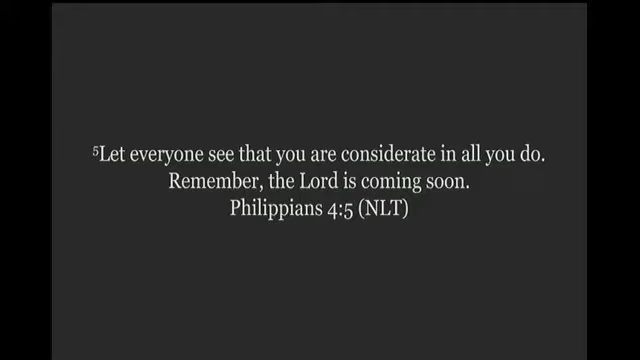 ⁵Let everyone see that you are considerate in all you do.
Remember, the Lord is coming soon.
Philippians 4:5 (NLT)